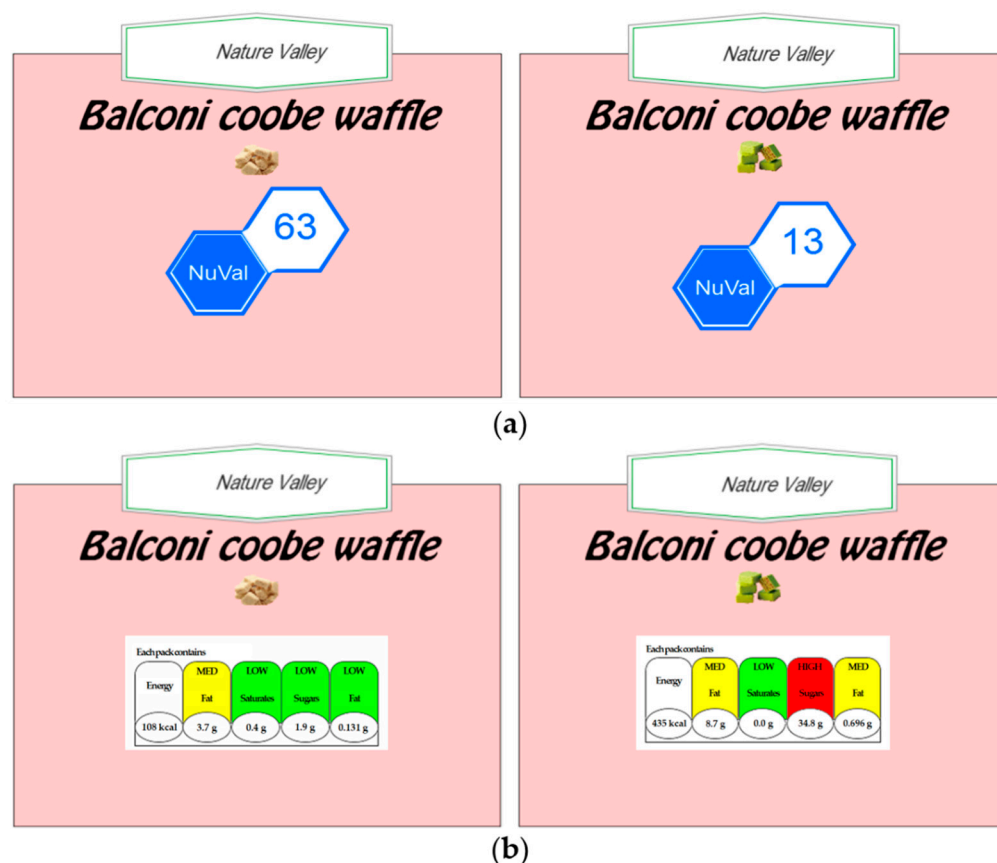 Nature Valley
Balconi coobe waffle
63
NuVal
Nature Valley
Balconi coobe waffle
13
NuVal
(a)
Nature Valley
Balconi coobe waffle
Each pack contains
Energy MED Fat LOW Saturates LOW Sugars LOW Fat
108 kcal 3.7 g 0.4 g 1.9 g 0.131 g
Nature Valley
Balconi coobe waffle
Each pack contains
Energy MED Fat LOW Saturates HIGH Sugars MED Fat
435 kcal 8.7 g 0.0 g 34.8 g 0.696 g
(b)